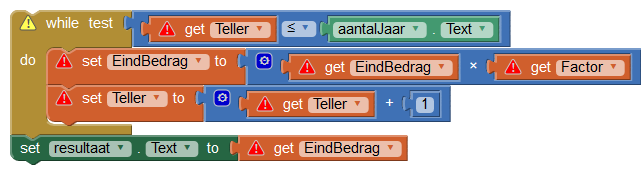 while test get Teller ≤ aantalJaar . Text
do set EindBedrag to get EindBedrag × get Factor
set Teller to get Teller + 1
set resultaat . Text to get EindBedrag